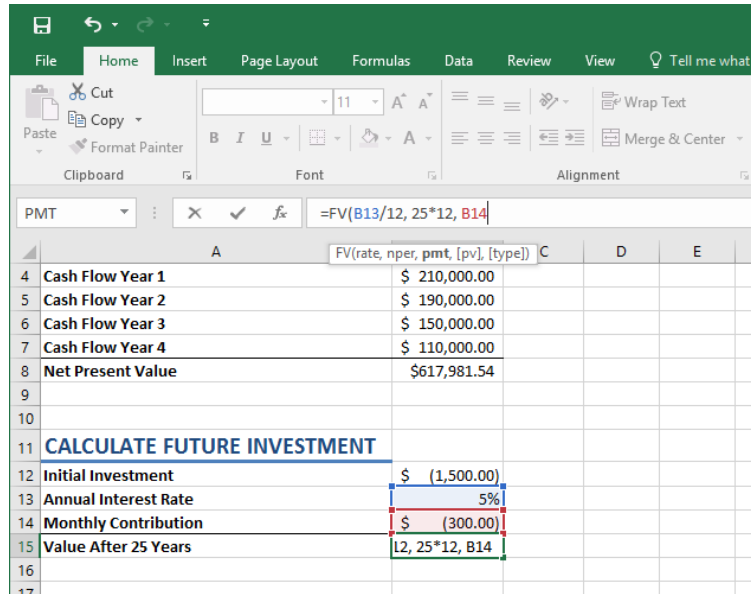 File Home Insert Page Layout Formulas Data Review View Tell me what
Cut
Copy
Format Painter
Paste
11 A A
Wrap Text
B I U A
Merge & Center
Clipboard Font Alignment
PMT fx =FV(B13/12, 25*12, B14
FV(rate, nper, pmt, [pv], [type])
A C D E
4 Cash Flow Year 1 $ 210,000.00
5 Cash Flow Year 2 $ 190,000.00
6 Cash Flow Year 3 $ 150,000.00
7 Cash Flow Year 4 $ 110,000.00
8 Net Present Value $617,981.54
9
10
11 CALCULATE FUTURE INVESTMENT
12 Initial Investment $ (1,500.00)
13 Annual Interest Rate 5%
14 Monthly Contribution $ (300.00)
15 Value After 25 Years 12, 25*12, B14
16
17